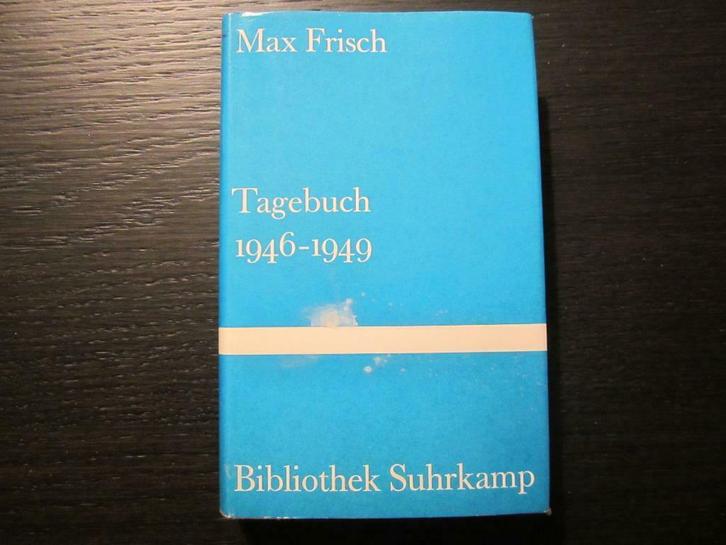 Max Frisch
Tagebuch
1946-1949
Bibliothek Suhrkamp